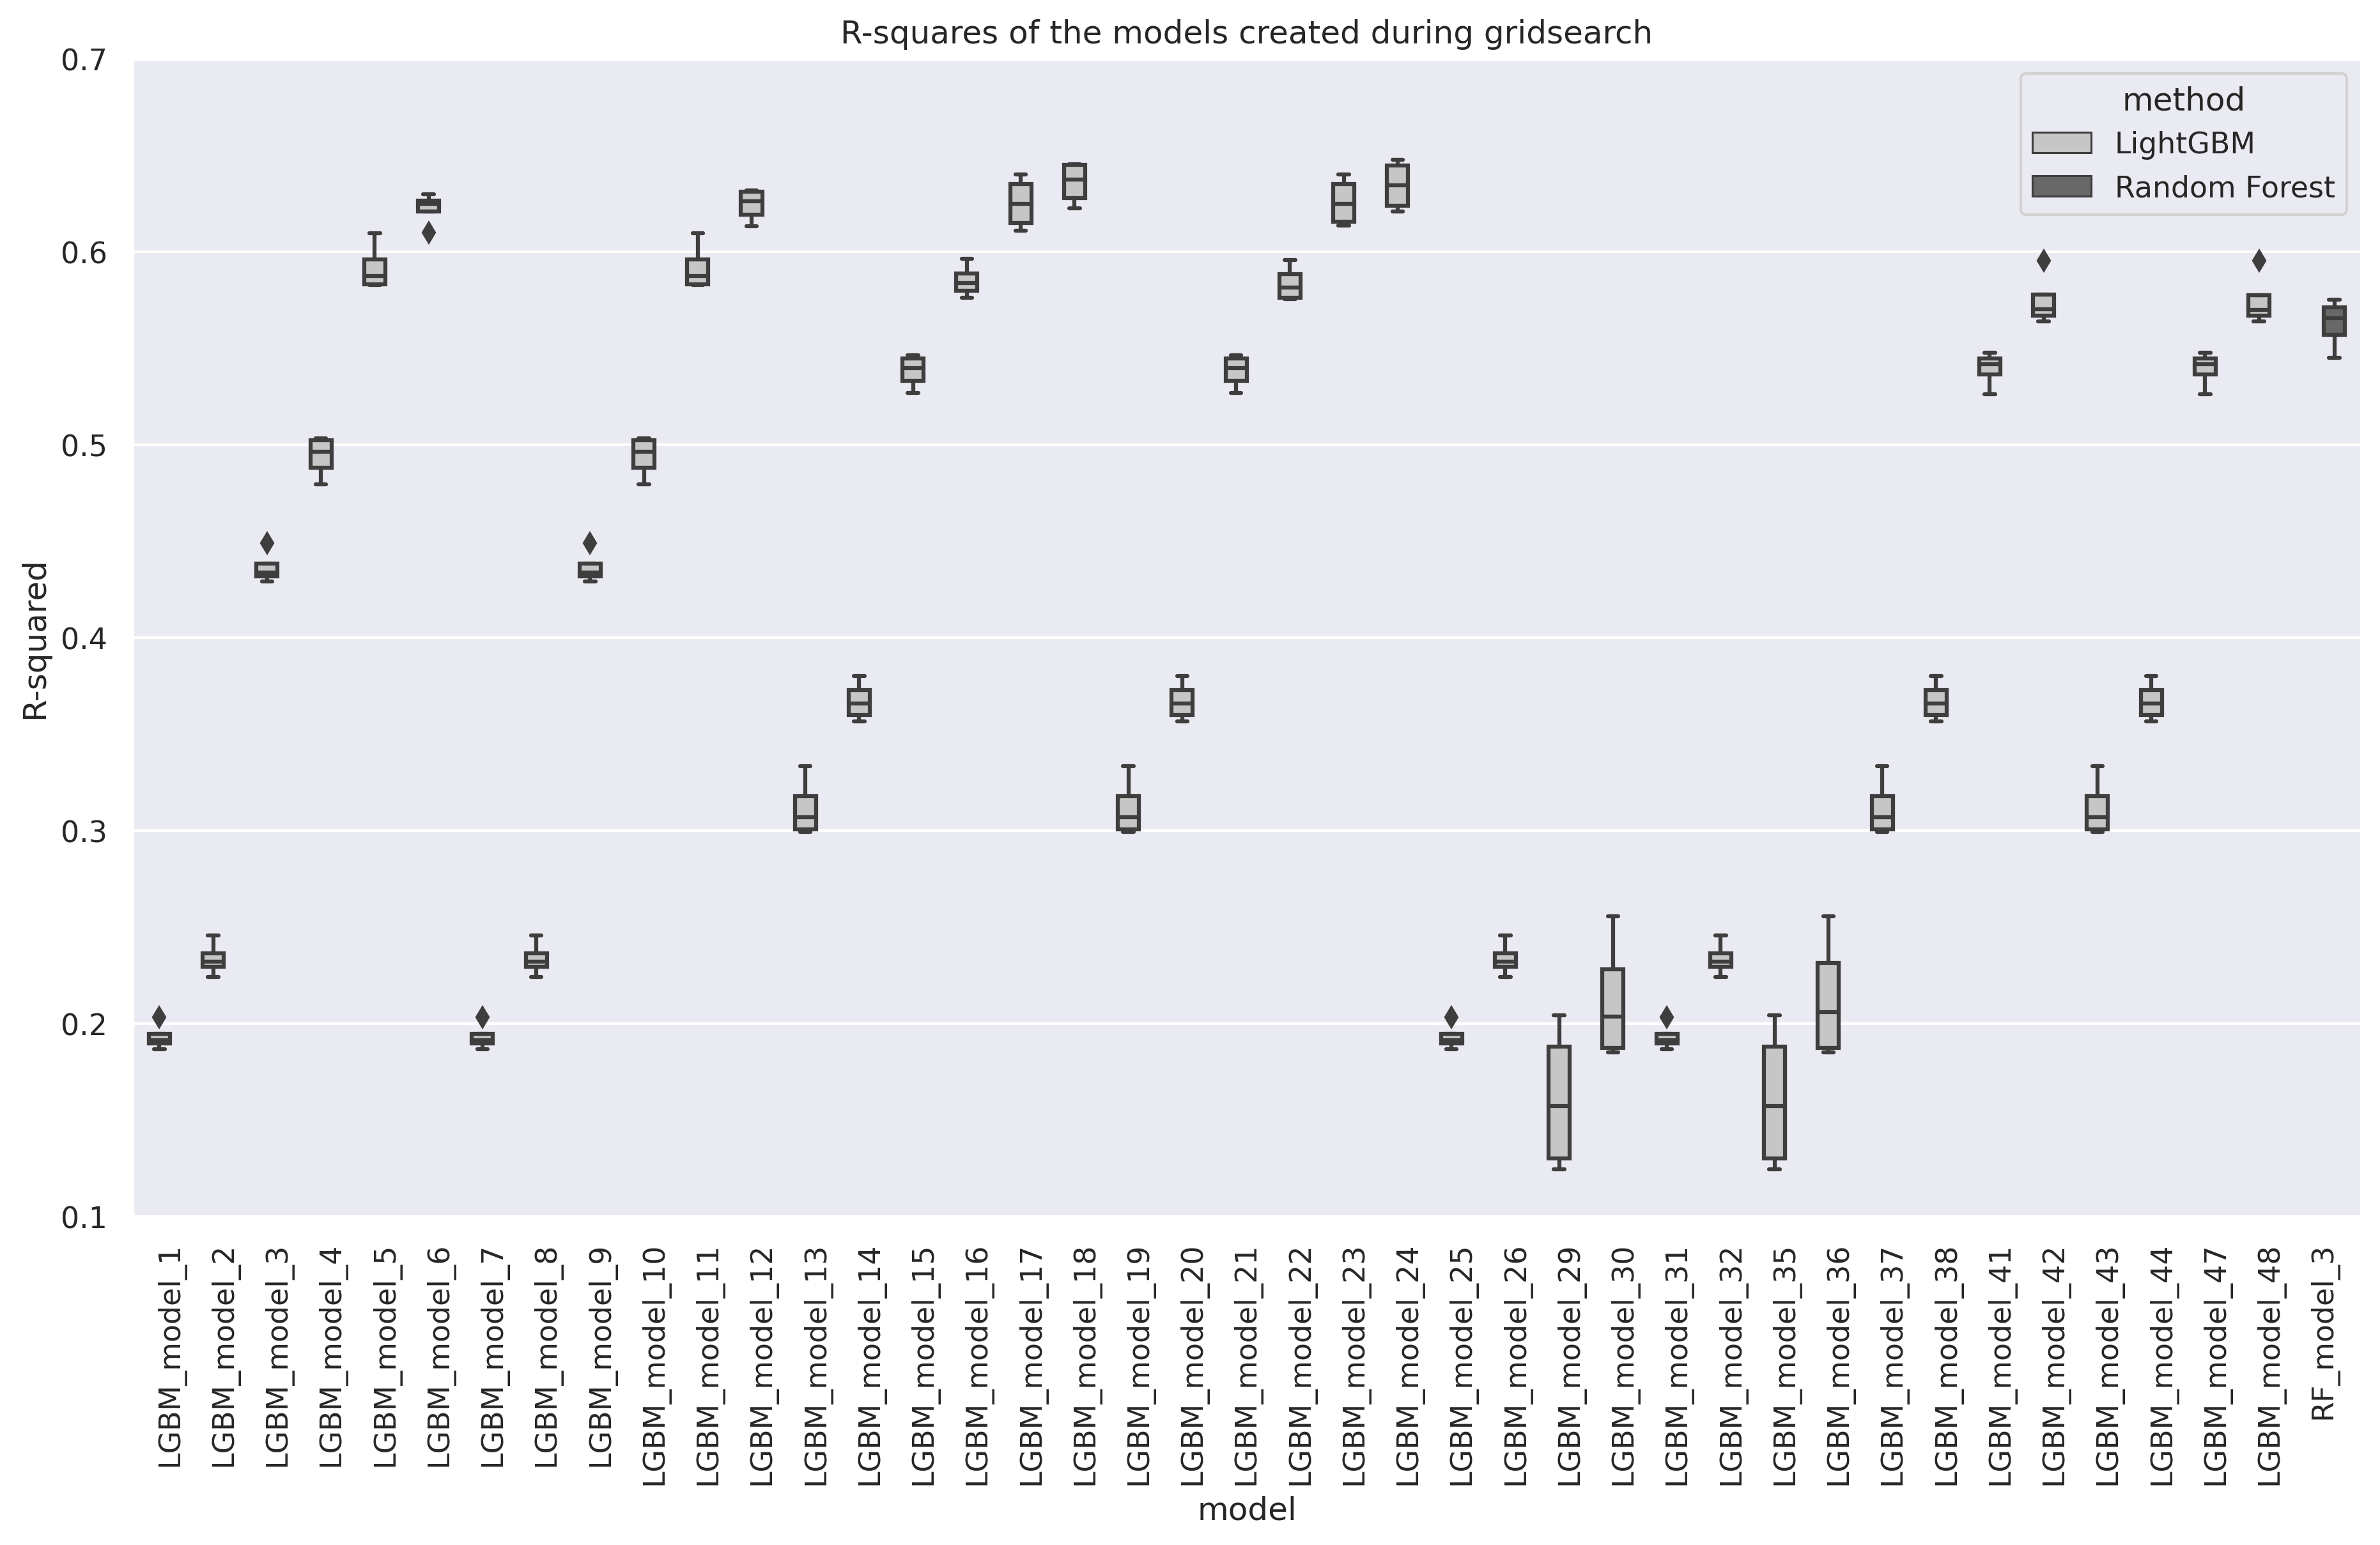 R-squares of the models created during gridsearch
method
LightGBM
Random Forest
R-squared
0.7
0.6
0.5
0.4
0.3
0.2
0.1
LGBM_model_1
LGBM_model_2
LGBM_model_3
LGBM_model_4
LGBM_model_5
LGBM_model_6
LGBM_model_7
LGBM_model_8
LGBM_model_9
LGBM_model_10
LGBM_model_11
LGBM_model_12
LGBM_model_13
LGBM_model_14
LGBM_model_15
LGBM_model_16
LGBM_model_17
LGBM_model_18
LGBM_model_19
LGBM_model_20
LGBM_model_21
LGBM_model_22
LGBM_model_23
LGBM_model_24
LGBM_model_25
LGBM_model_26
LGBM_model_29
LGBM_model_30
LGBM_model_31
LGBM_model_32
LGBM_model_35
LGBM_model_36
LGBM_model_37
LGBM_model_38
LGBM_model_41
LGBM_model_42
LGBM_model_43
LGBM_model_44
LGBM_model_47
LGBM_model_48
RF_model_3
model